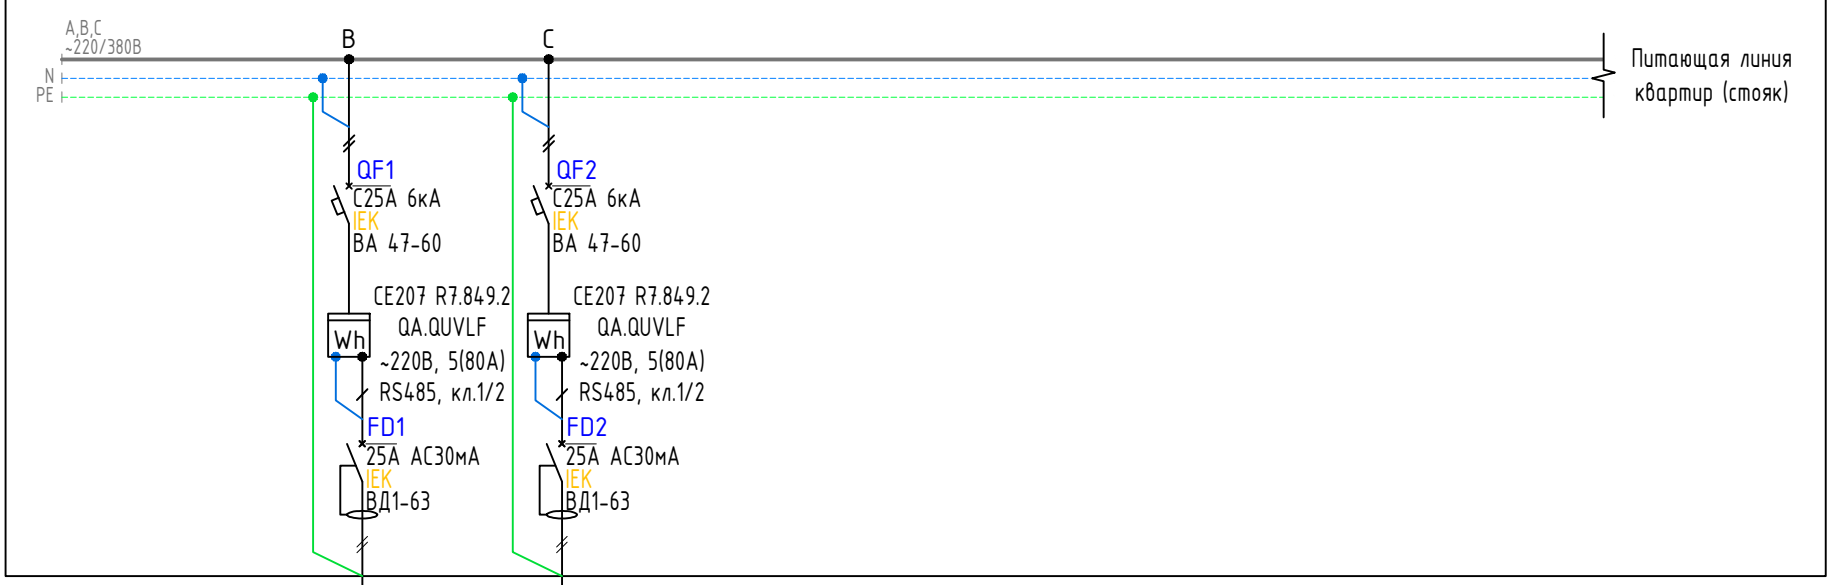 A,B,C
~220/380В
N
PE
B
C
Питающая линия
квартир (стояк)
QF1
C25А 6кА
IEK
ВА 47-60
CE207 R7.849.2
QA.QUVLF
Wh
~220В, 5(80А)
RS485, кл.1/2
FD1
25А АС30мА
IEK
ВД1-63
QF2
C25А 6кА
IEK
ВА 47-60
CE207 R7.849.2
QA.QUVLF
Wh
~220В, 5(80А)
RS485, кл.1/2
FD2
25А АС30мА
IEK
ВД1-63